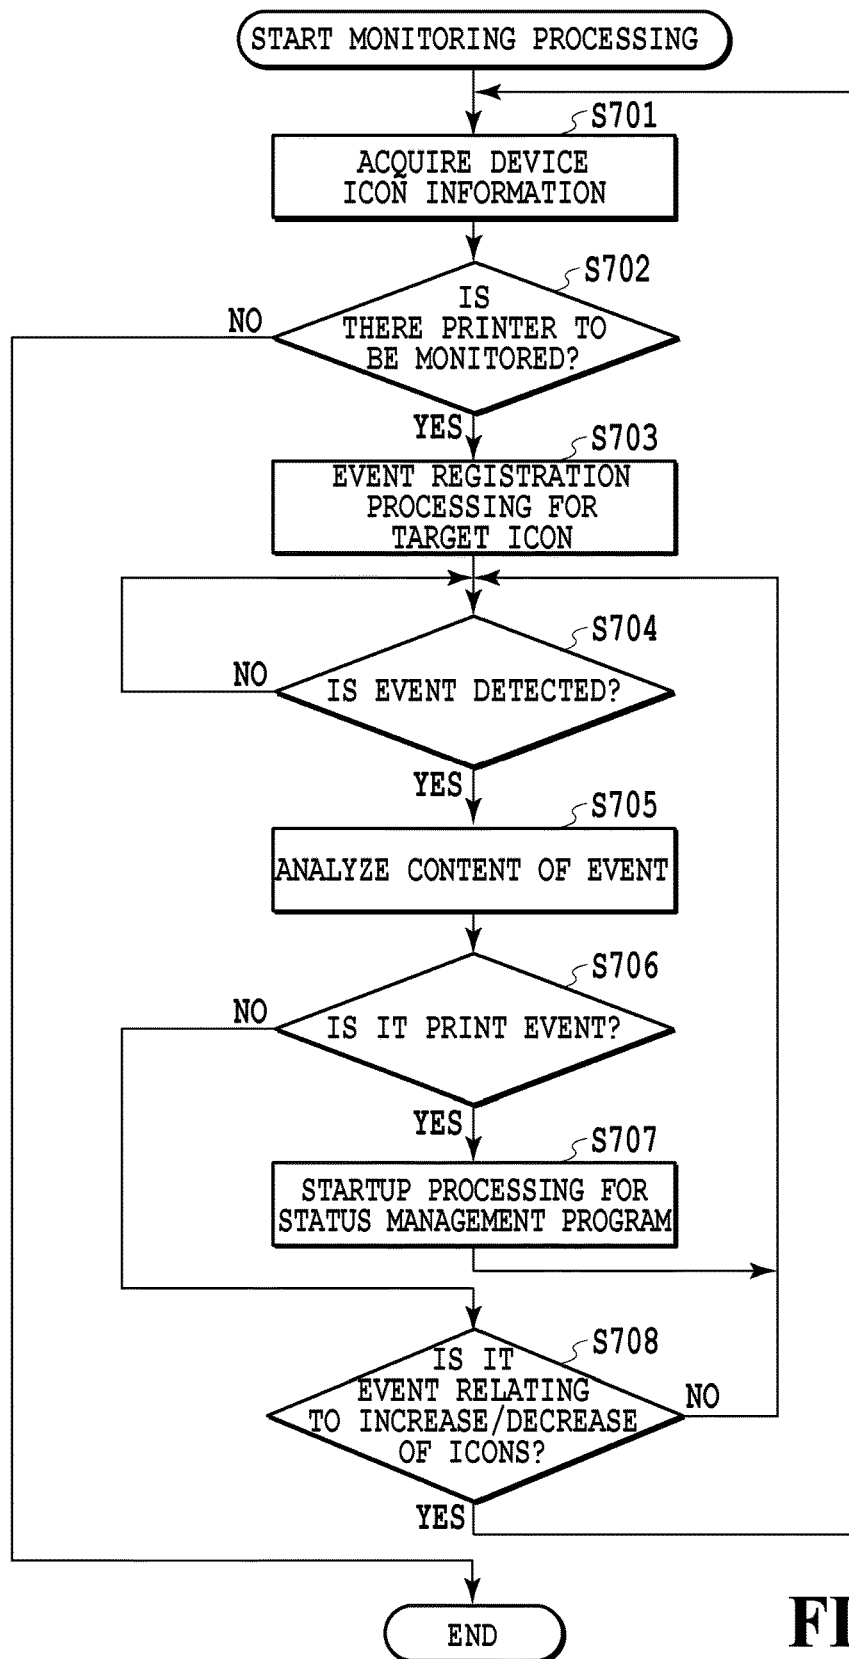 START MONITORING PROCESSING
S701
ACQUIRE DEVICE
ICON INFORMATION
S702
IS
THERE PRINTER TO
BE MONITORED?
NO
YES
S703
EVENT REGISTRATION
PROCESSING FOR
TARGET ICON
S704
IS EVENT DETECTED?
NO
YES
S705
ANALYZE CONTENT OF EVENT
S706
IS IT PRINT EVENT?
NO
YES
S707
STARTUP PROCESSING FOR
STATUS MANAGEMENT PROGRAM
S708
IS IT
EVENT RELATING
TO INCREASE/DECREASE
OF ICONS?
NO
YES
END